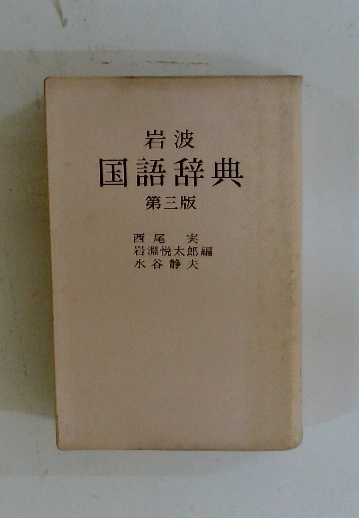 岩波
国語辞典
第三版
西尾 実
岩淵悦太郎編
水谷静夫